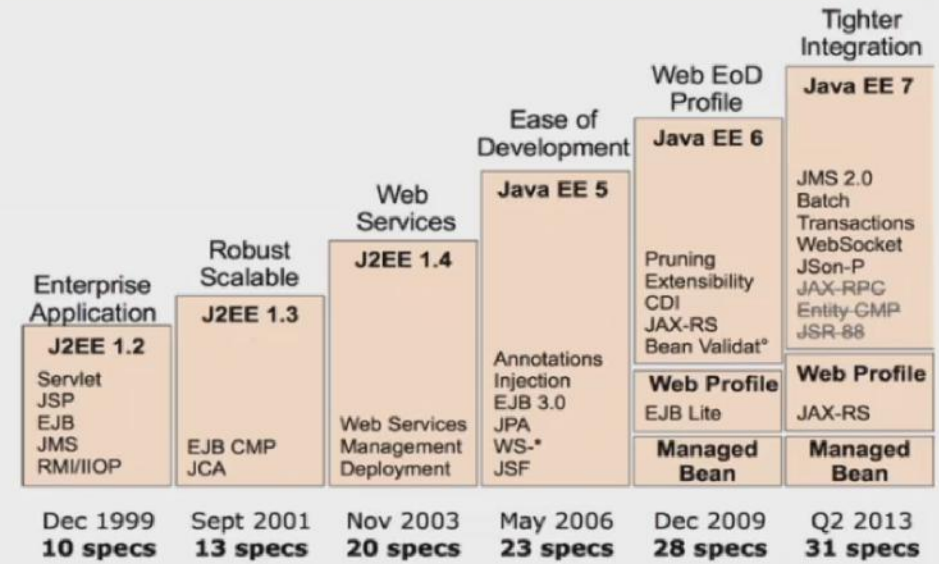 Enterprise
Application
J2EE 1.2
Servlet
JSP
EJB
JMS
RMI/IIOP
Dec 1999
10 specs
Robust
Scalable
J2EE 1.3
EJB CMP
JCA
Sept 2001
13 specs
Web
Services
J2EE 1.4
Web Services
Management
Deployment
Nov 2003
20 specs
Ease of
Development
Java EE 5
Annotations
Injection
EJB 3.0
JPA
WS-*
JSF
May 2006
23 specs
Web EoD
Profile
Java EE 6
Pruning
Extensibility
CDI
JAX-RS
Bean Validat°
Web Profile
EJB Lite
Managed
Bean
Dec 2009
28 specs
Tighter
Integration
Java EE 7
JMS 2.0
Batch
Transactions
WebSocket
JSon-P
JAX-RPC
Entity CMP
JSR 88
Web Profile
JAX-RS
Managed
Bean
Q2 2013
31 specs